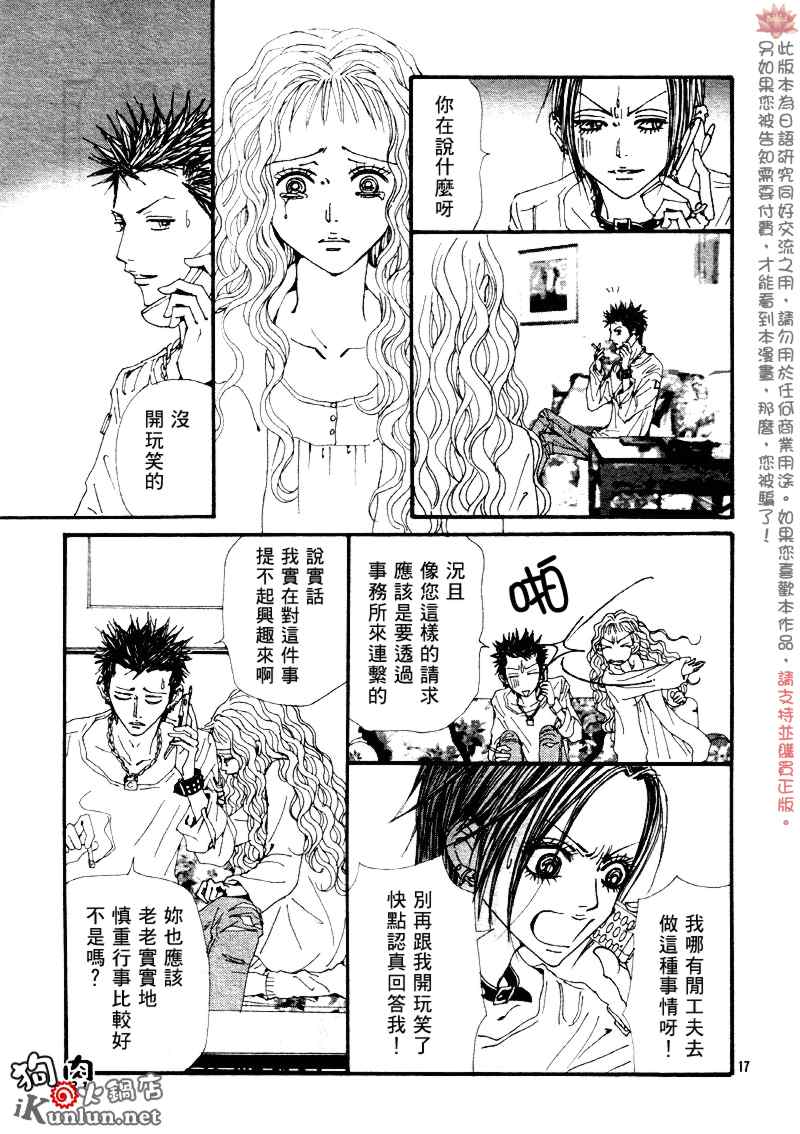 你在說什麼呀
沒
開玩笑的
啪
況且
像您這樣的請求
應該是要透過
事務所來連繫的
說實話
我實在對這件事
提不起興趣來啊
我哪有閒工夫去
做這種事情呀！
別再跟我開玩笑了
快點認真回答我！
妳也應該
老老實實地
慎重行事比較好
不是嗎？
17
此版本為日語研究同好交流之用，請勿用於任何商業用途。如果您喜歡本作品，請支持並購買正版。
另如果您被告知需要付費，才能看到本漫畫，那麼，您被騙了！
狗肉火鍋店
iKunlun.net